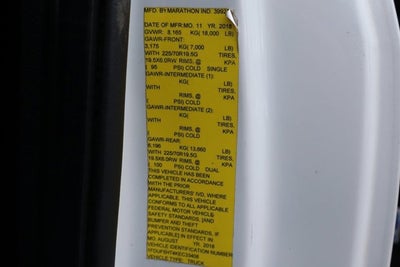 MFD. BY MARATHON IND.
DATE OF MFR:MO. 11 YR. 2018
GVWR: 8,165 KG( 18,000 LB)
GAWR-FRONT:
3,175 KG( 7,000 LB)
WITH 225/70R19.5G TIRES,
19.5X6.0RW RIMS, @ KPA
( 95 PSI) COLD SINGLE
GAWR-INTERMEDIATE (1):
KG( LB)
WITH TIRES,
RIMS, @ KPA
( PSI) COLD
GAWR-INTERMEDIATE (2):
KG( LB)
WITH TIRES,
RIMS, @ KPA
( PSI) COLD
GAWR-REAR:
6,196 KG( 13,660 LB)
WITH 225/70R19.5G TIRES,
19.5X6.0RW RIMS, @ KPA
( 100 PSI) COLD DUAL
THIS VEHICLE HAS BEEN
COMPLETED IN ACCORDANCE
WITH THE PRIOR
MANUFACTURERS' IVD, WHERE
APPLICABLE. THIS VEHICLE
CONFORMS TO ALL APPLICABLE
FEDERAL MOTOR VEHICLE
SAFETY STANDARDS, [AND
BUMPER AND THEFT
PREVENTION STANDARDS, IF
APPLICABLE] IN EFFECT IN
MO. AUGUST YR. 2018
VEHICLE IDENTIFICATION
VEHICLE TYPE: TRUCK